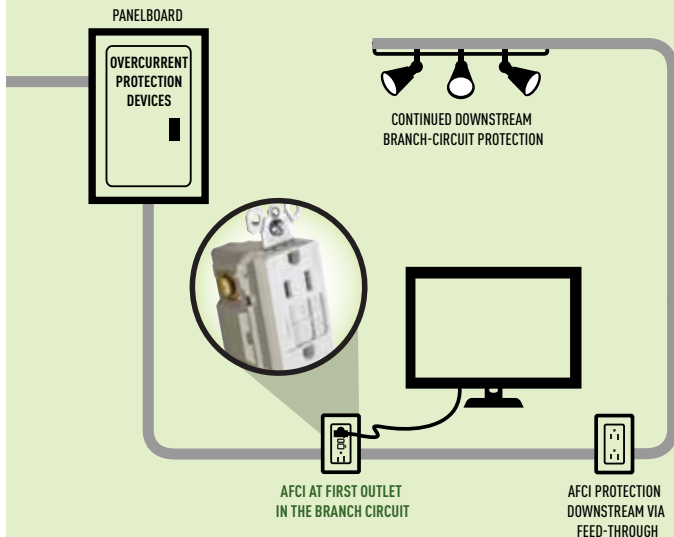 PANELBOARD
OVERCURRENT
PROTECTION
DEVICES
CONTINUED DOWNSTREAM
BRANCH-CIRCUIT PROTECTION
AFCI AT FIRST OUTLET
IN THE BRANCH CIRCUIT
AFCI PROTECTION
DOWNSTREAM VIA
FEED-THROUGH